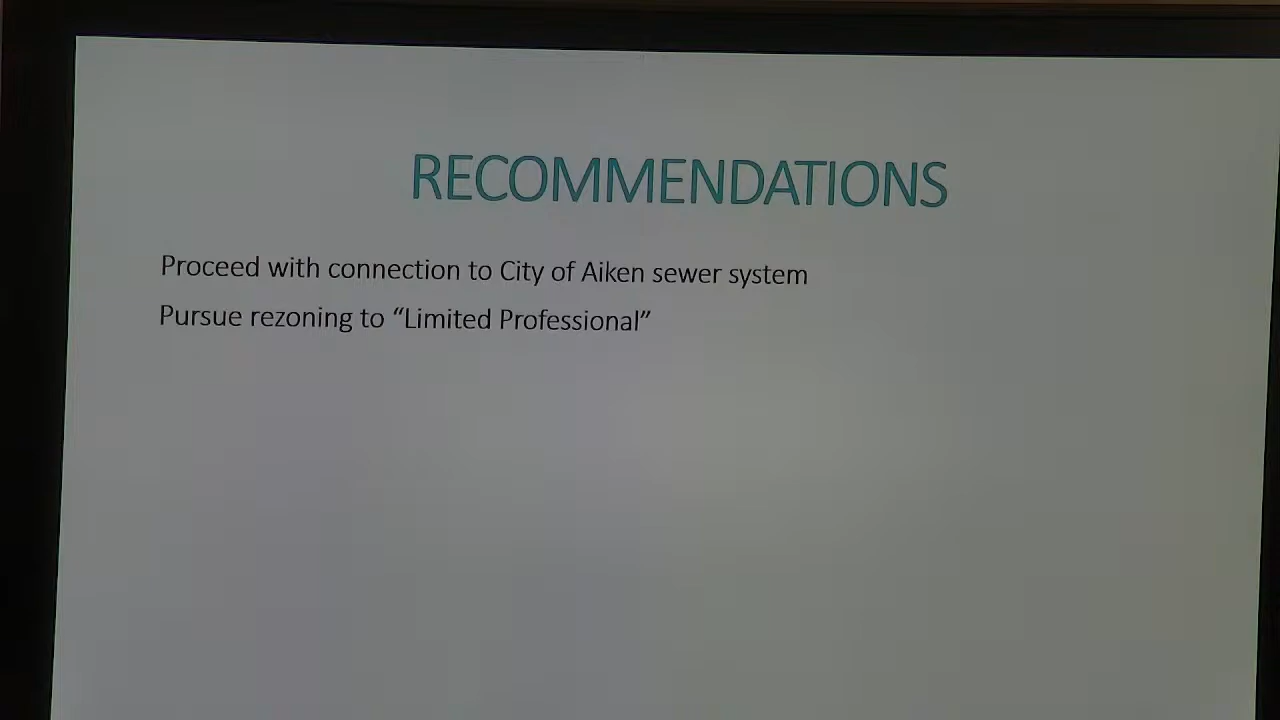 RECOMMENDATIONS
Proceed with connection to City of Aiken sewer system
Pursue rezoning to “Limited Professional”